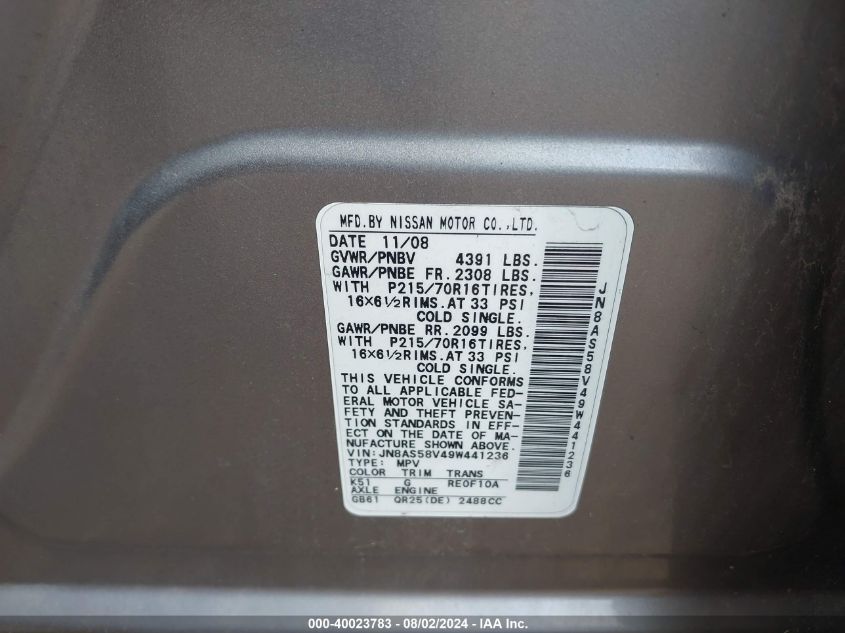 MFD.BY NISSAN MOTOR CO.,LTD.
DATE 11/08
GVWR/PNBV 4391 LBS.
GAWR/PNBE FR. 2308 LBS.
WITH P215/70R16TIRES,
16×6½RIMS.AT 33 PSI
COLD SINGLE.
GAWR/PNBE RR. 2099 LBS.
WITH P215/70R16TIRES,
16×6½RIMS.AT 33 PSI
COLD SINGLE.
THIS VEHICLE CONFORMS
TO ALL APPLICABLE FED-
ERAL MOTOR VEHICLE SA-
FETY AND THEFT PREVEN-
TION STANDARDS IN EFF-
ECT ON THE DATE OF MA-
NUFACTURE SHOWN ABOVE.
VIN: JN8AS58V49W441236
TYPE: MPV
COLOR TRIM TRANS
K51 G RE0F10A
AXLE ENGINE
GB61 QR25(DE) 2488CC
JN8AS58V49W441236
000-40023783 - 08/02/2024 - IAA Inc.